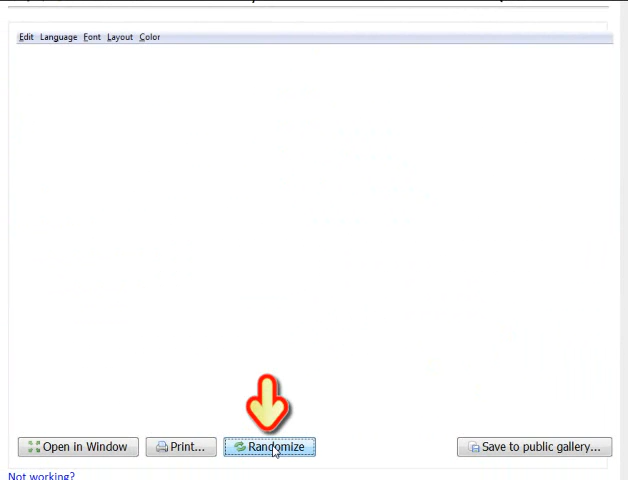 Edit Language Font Layout Color
Open in Window Print... Randomize Save to public gallery...
Not working?